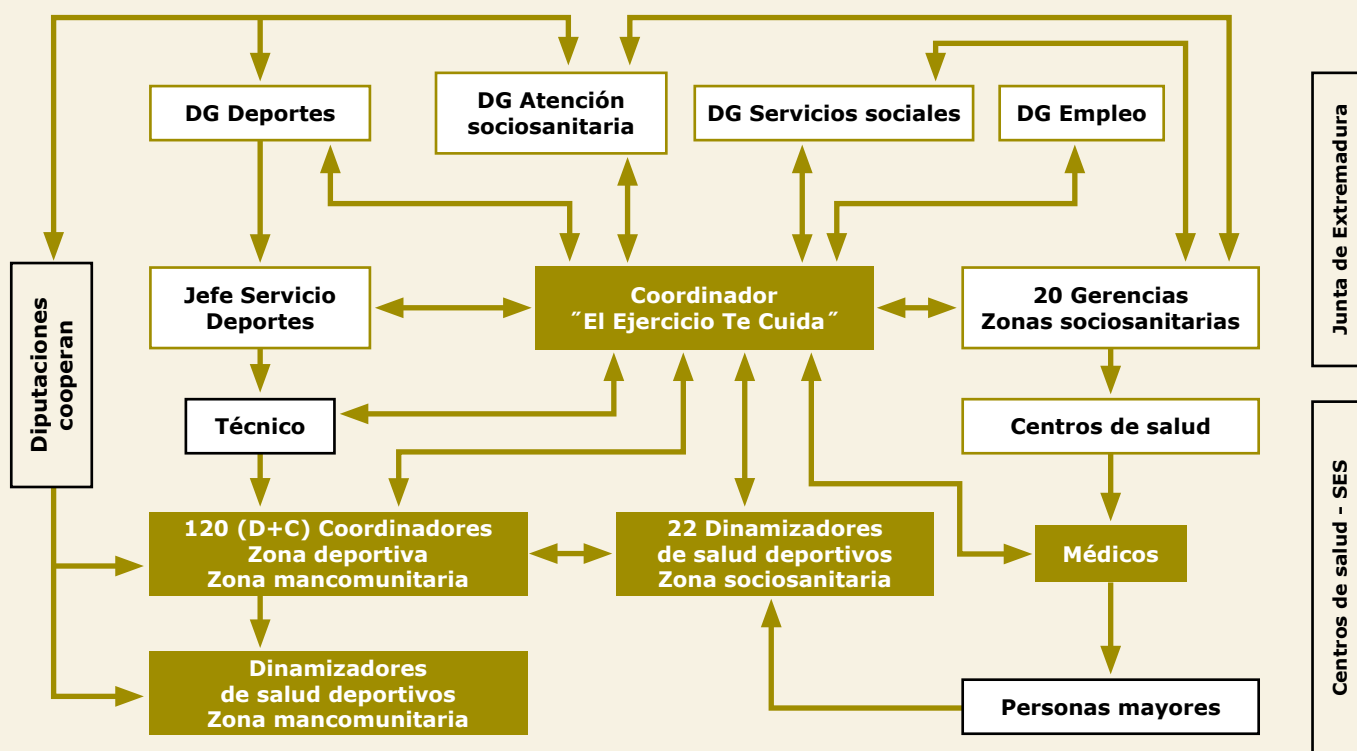 DG Deportes
DG Atención
sociosanitaria
DG Servicios sociales
DG Empleo
Junta de Extremadura
Diputaciones
cooperan
Jefe Servicio
Deportes
Coordinador
˝El Ejercicio Te Cuida˝
20 Gerencias
Zonas sociosanitarias
Técnico
Centros de salud
Centros de salud – SES
120 (D+C) Coordinadores
Zona deportiva
Zona mancomunitaria
22 Dinamizadores
de salud deportivos
Zona sociosanitaria
Médicos
Dinamizadores
de salud deportivos
Zona mancomunitaria
Personas mayores